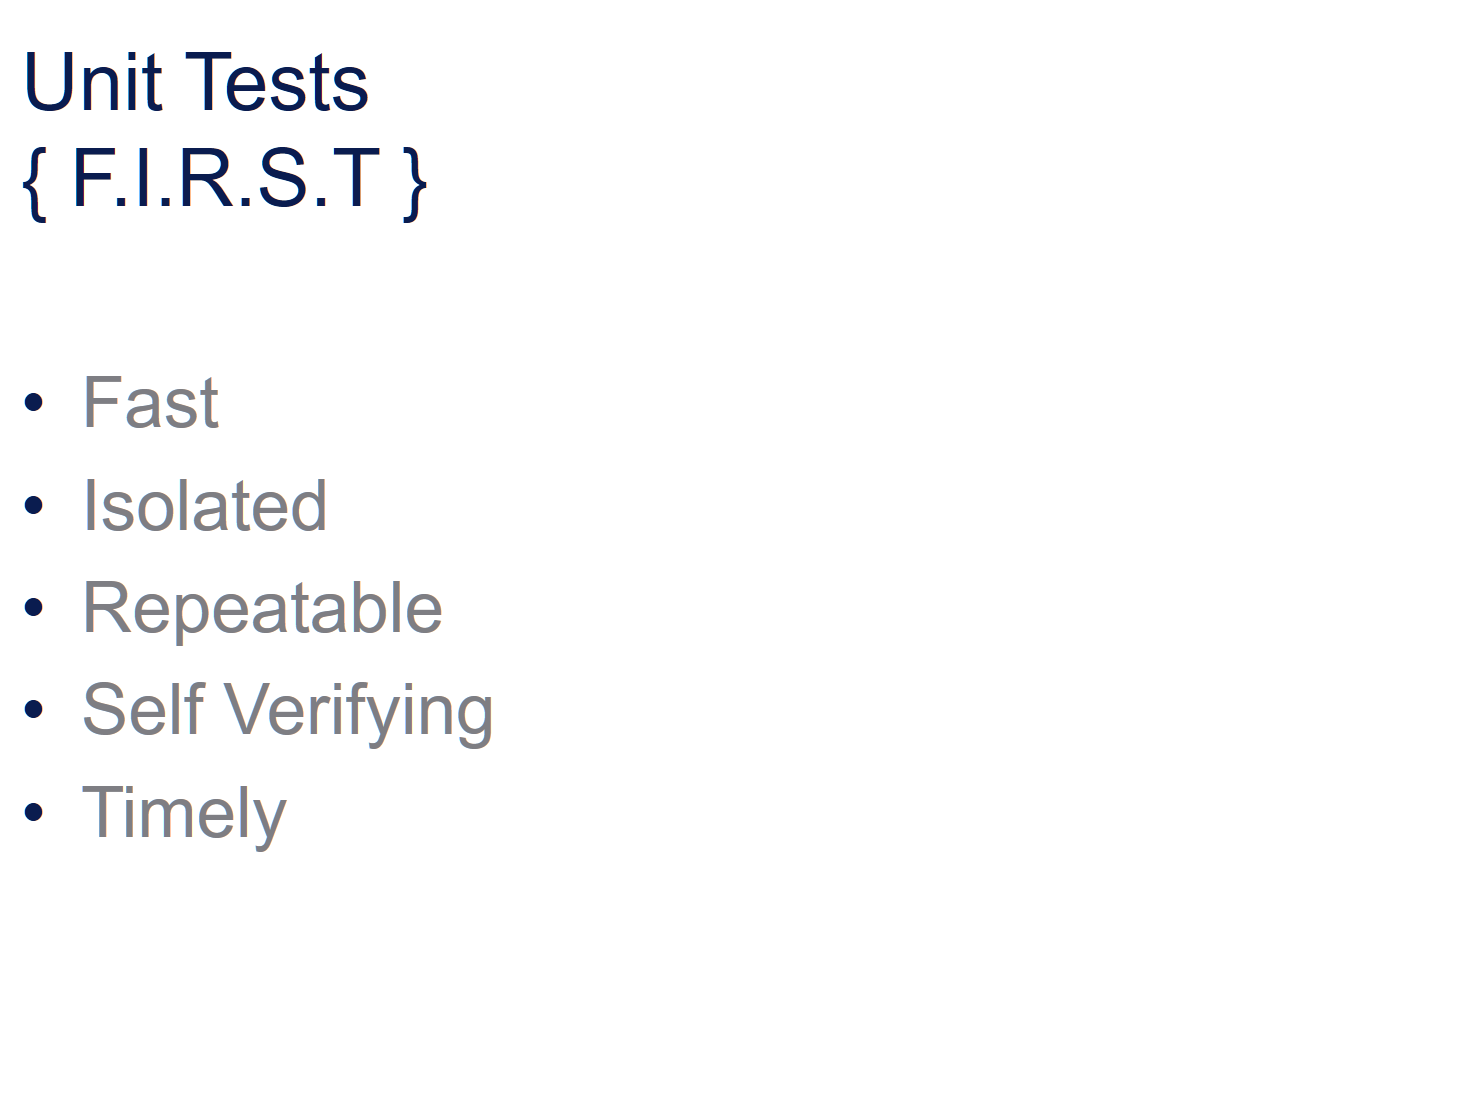 Unit Tests
{ F.I.R.S.T }
• Fast
• Isolated
• Repeatable
• Self Verifying
• Timely